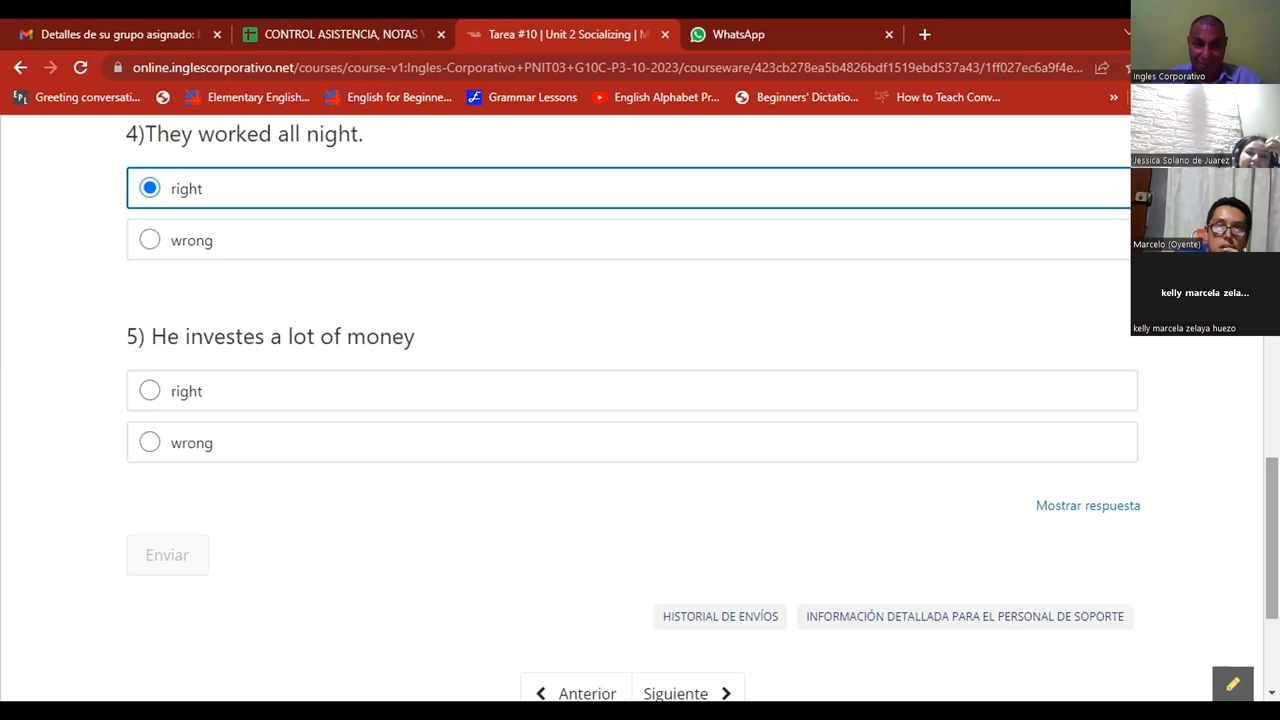 Detalles de su grupo asignado: I
CONTROL ASISTENCIA, NOTAS Y
Tarea #10 | Unit 2 Socializing | M
WhatsApp
online.inglescorporativo.net/courses/course-v1:Ingles-Corporativo+PNIT03+G10C-P3-10-2023/courseware/423cb278ea5b4826bdf1519ebd537a43/1ff027ec6a9f4e...
EPL Greeting conversati...
Elementary English...
English for Beginne...
Grammar Lessons
English Alphabet Pr...
Beginners' Dictatio...
How to Teach Conv...
»
Ingles Corporativo
Jessica Solano de Juarez
Marcelo (Oyente)
kelly marcela zela...
kelly marcela zelaya huezo
4)They worked all night.
right
wrong
5) He investes a lot of money
right
wrong
Mostrar respuesta
Enviar
HISTORIAL DE ENVÍOS
INFORMACIÓN DETALLADA PARA EL PERSONAL DE SOPORTE
Anterior
Siguiente